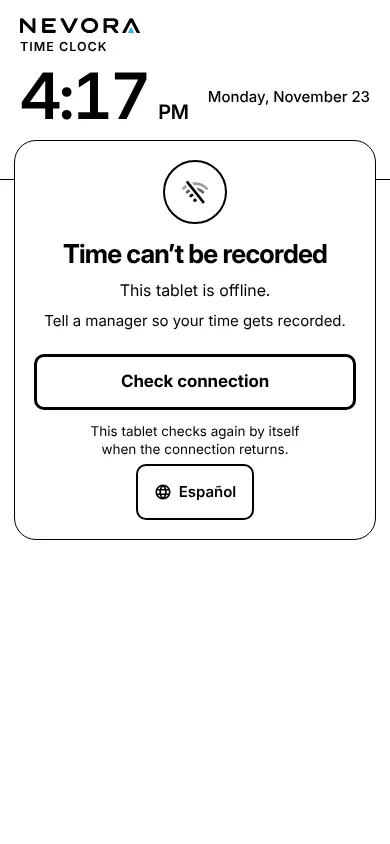 NEVORA
TIME CLOCK
4:17 PM
Monday, November 23
Time can’t be recorded
This tablet is offline.
Tell a manager so your time gets recorded.
Check connection
This tablet checks again by itself
when the connection returns.
Español